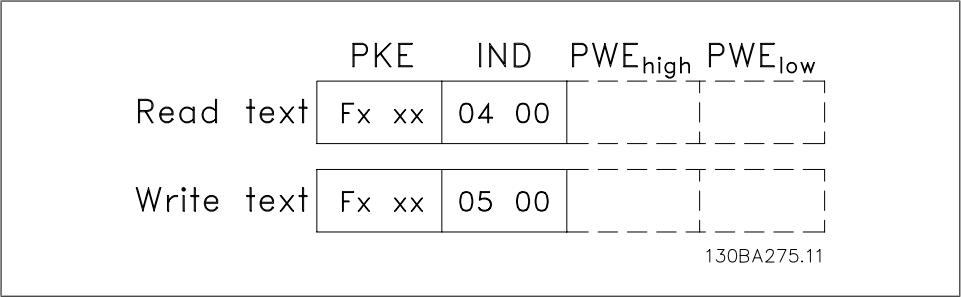 PKE IND PWEhigh PWElow
Read text Fx xx 04 00
Write text Fx xx 05 00
130BA275.11